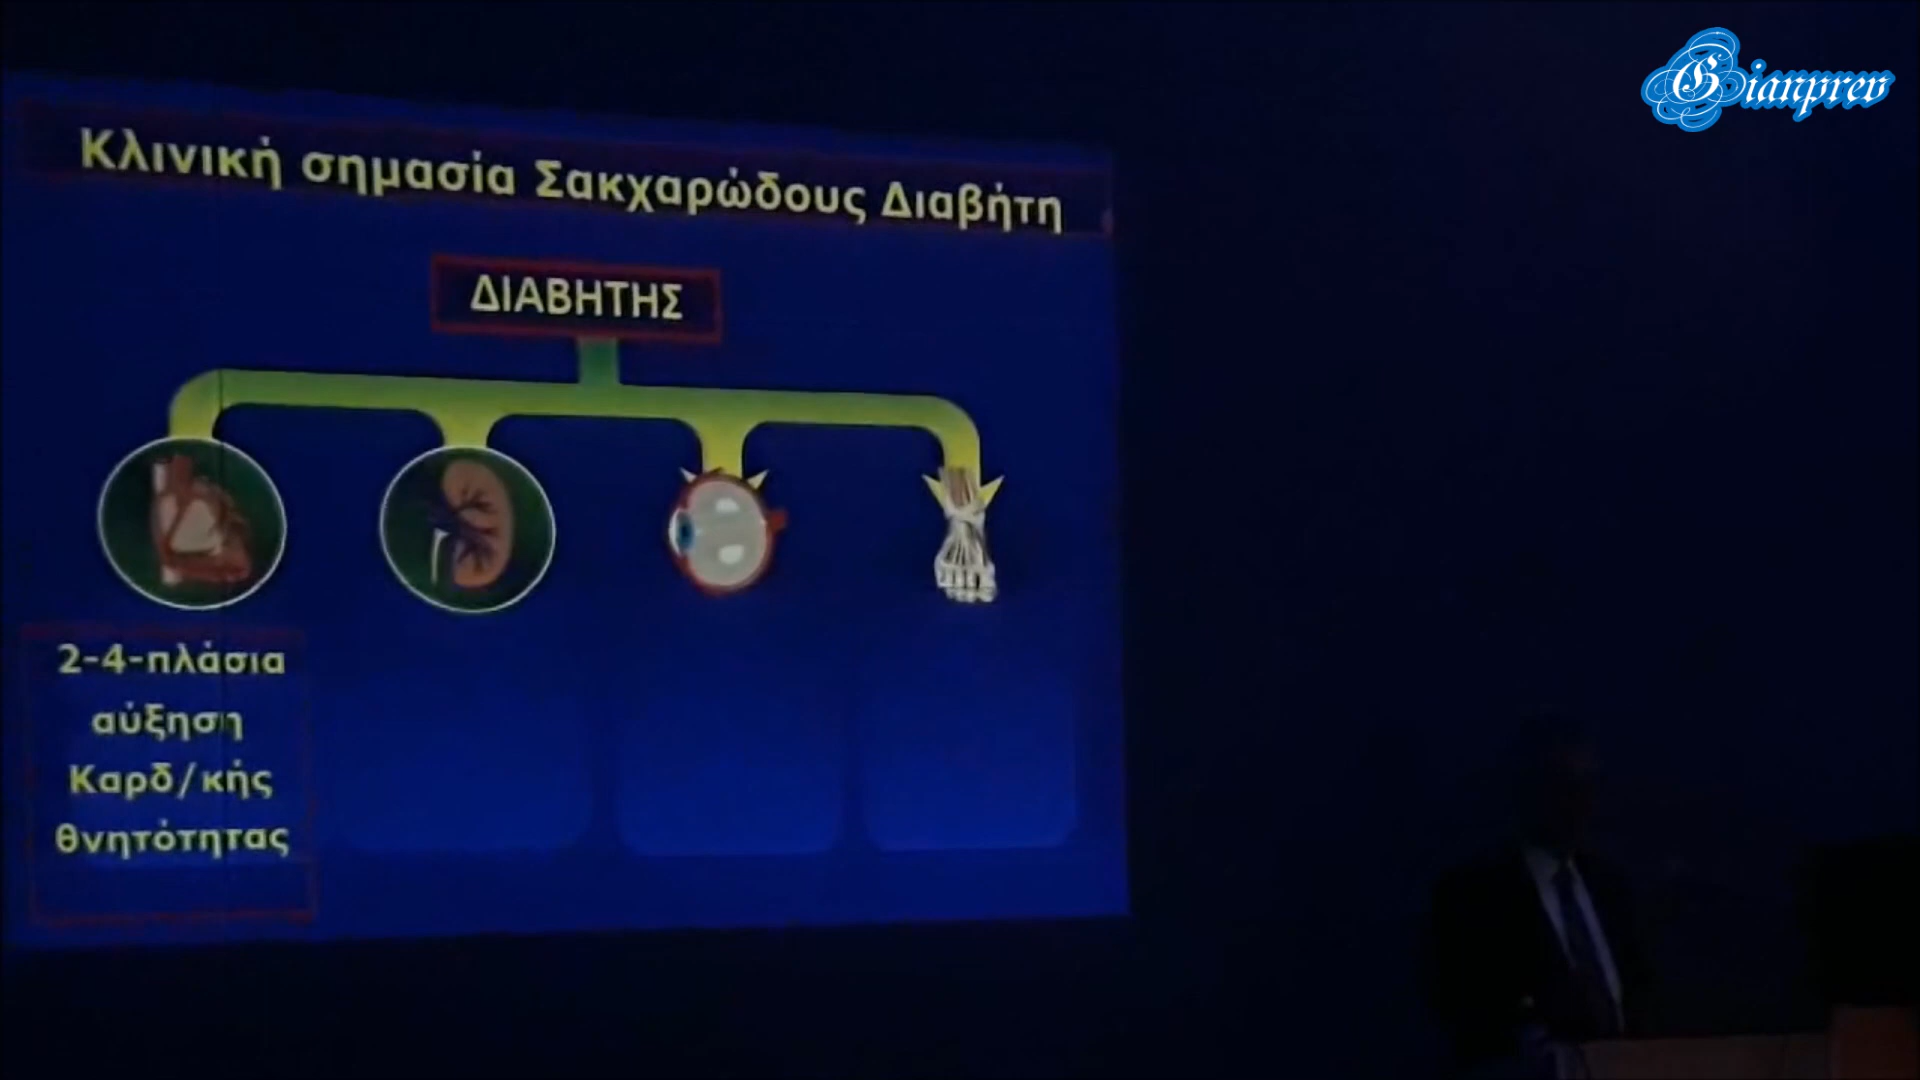 Gianprev
Κλινική σημασία Σακχαρώδους Διαβήτη
ΔΙΑΒΗΤΗΣ
2-4-πλάσια
αύξηση
Καρδ/κής
θνητότητας